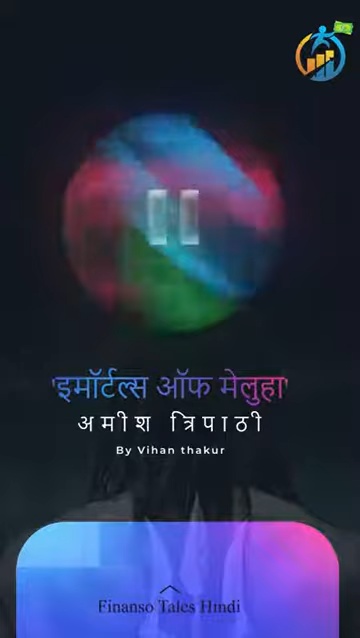 'इमॉर्टल्स ऑफ मेलुहा'
अमीश त्रिपाठी
By Vihan thakur
Finanso Tales Hindi